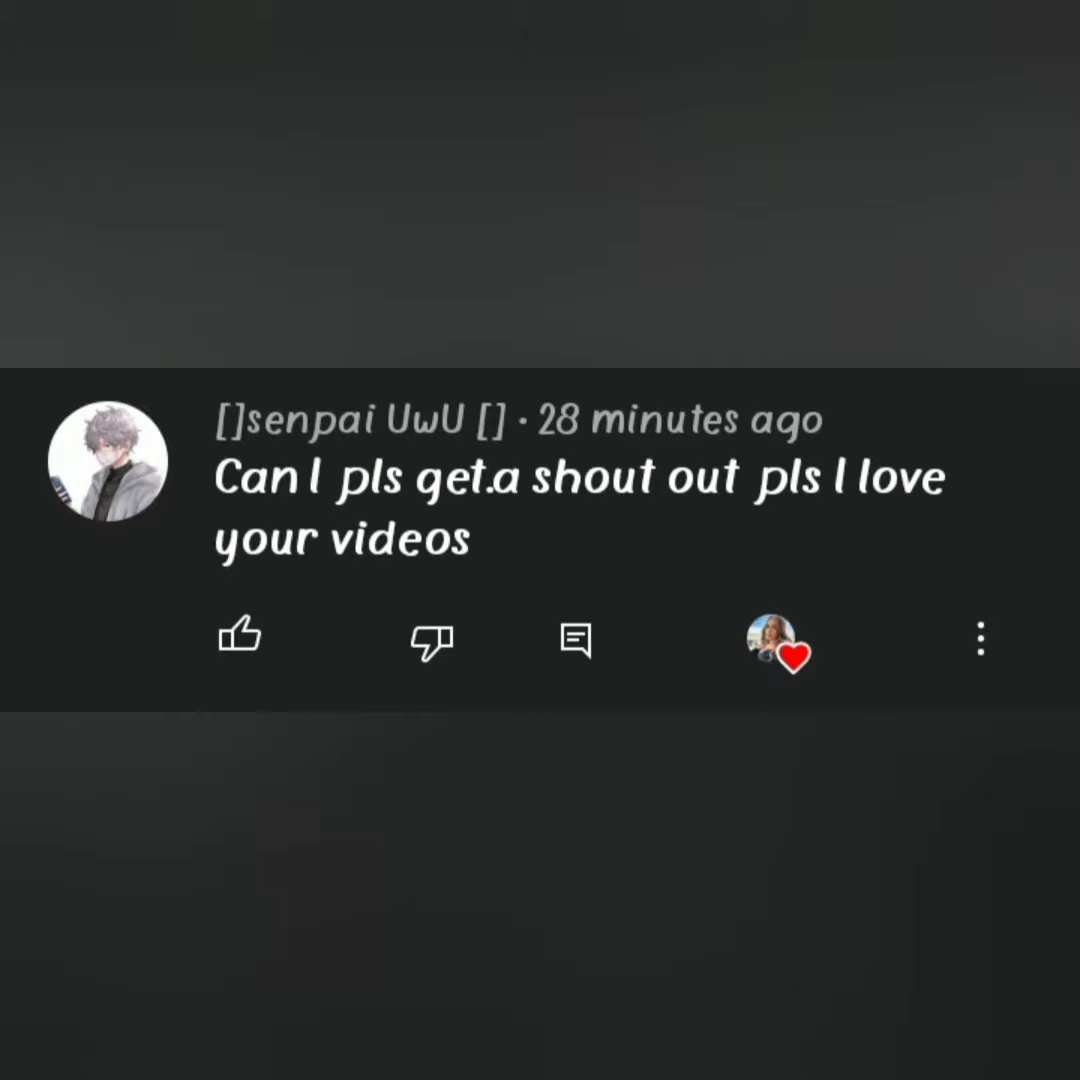 []senpai UwU [] · 28 minutes ago
Can I pls get.a shout out pls I love
your videos